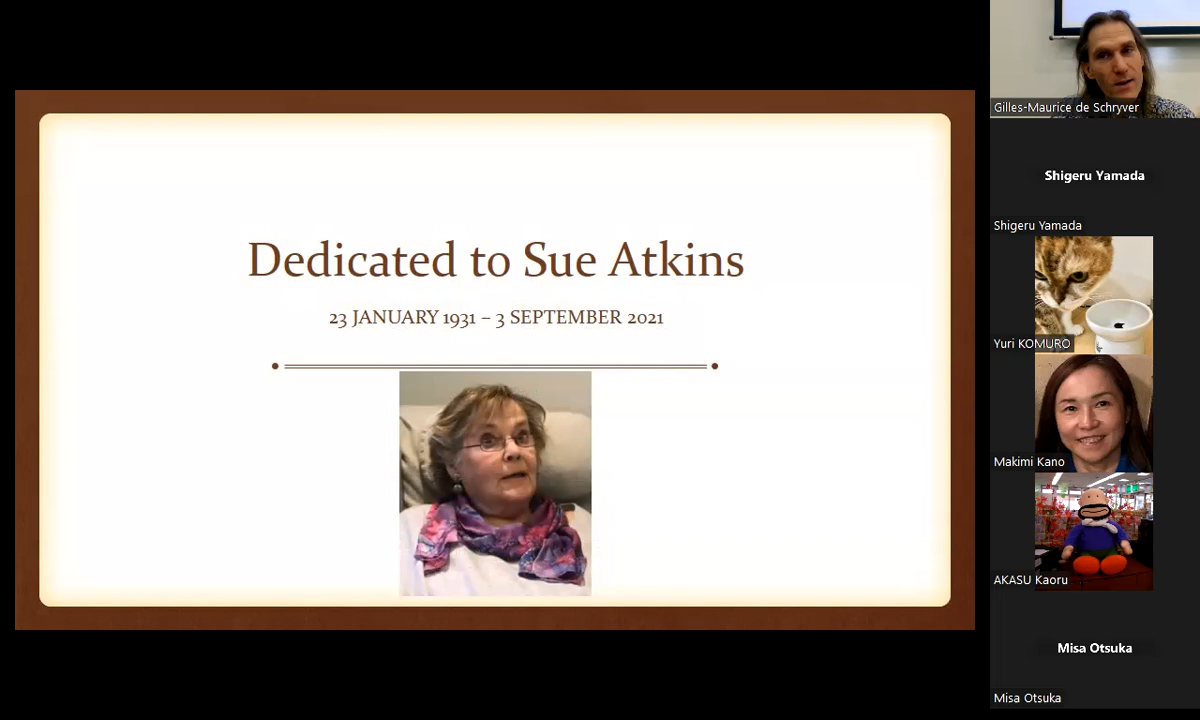 Dedicated to Sue Atkins
23 JANUARY 1931 – 3 SEPTEMBER 2021
Gilles-Maurice de Schryver
Shigeru Yamada
Shigeru Yamada
Yuri KOMURO
Makimi Kano
AKASU Kaoru
Misa Otsuka
Misa Otsuka